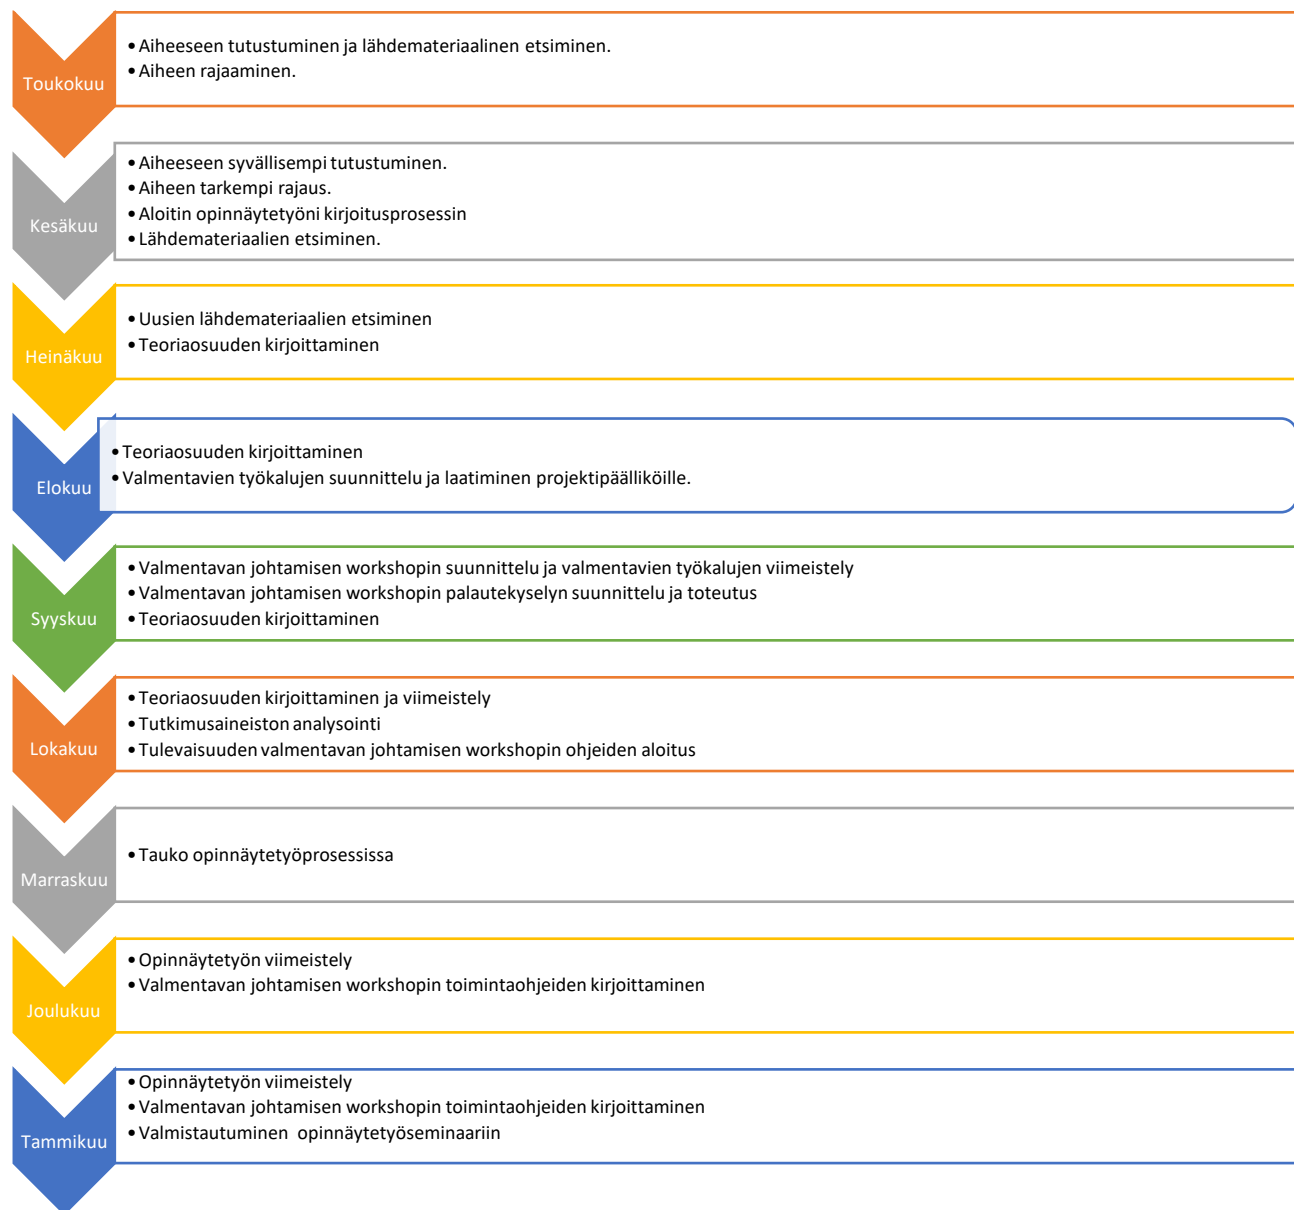 Toukokuu
• Aiheeseen tutustuminen ja lähdemateriaalinen etsiminen.
• Aiheen rajaaminen.
Kesäkuu
• Aiheeseen syvällisempi tutustuminen.
• Aiheen tarkempi rajaus.
• Aloitin opinnäytetyöni kirjoitusprosessin
• Lähdemateriaalien etsiminen.
Heinäkuu
• Uusien lähdemateriaalien etsiminen
• Teoriaosuuden kirjoittaminen
Elokuu
• Teoriaosuuden kirjoittaminen
• Valmentavien työkalujen suunnittelu ja laatiminen projektipäälliköille.
Syyskuu
• Valmentavan johtamisen workshopin suunnittelu ja valmentavien työkalujen viimeistely
• Valmentavan johtamisen workshopin palautekyselyn suunnittelu ja toteutus
• Teoriaosuuden kirjoittaminen
Lokakuu
• Teoriaosuuden kirjoittaminen ja viimeistely
• Tutkimusaineiston analysointi
• Tulevaisuuden valmentavan johtamisen workshopin ohjeiden aloitus
Marraskuu
• Tauko opinnäytetyöprosessissa
Joulukuu
• Opinnäytetyön viimeistely
• Valmentavan johtamisen workshopin toimintaohjeiden kirjoittaminen
Tammikuu
• Opinnäytetyön viimeistely
• Valmentavan johtamisen workshopin toimintaohjeiden kirjoittaminen
• Valmistautuminen opinnäytetyöseminaariin